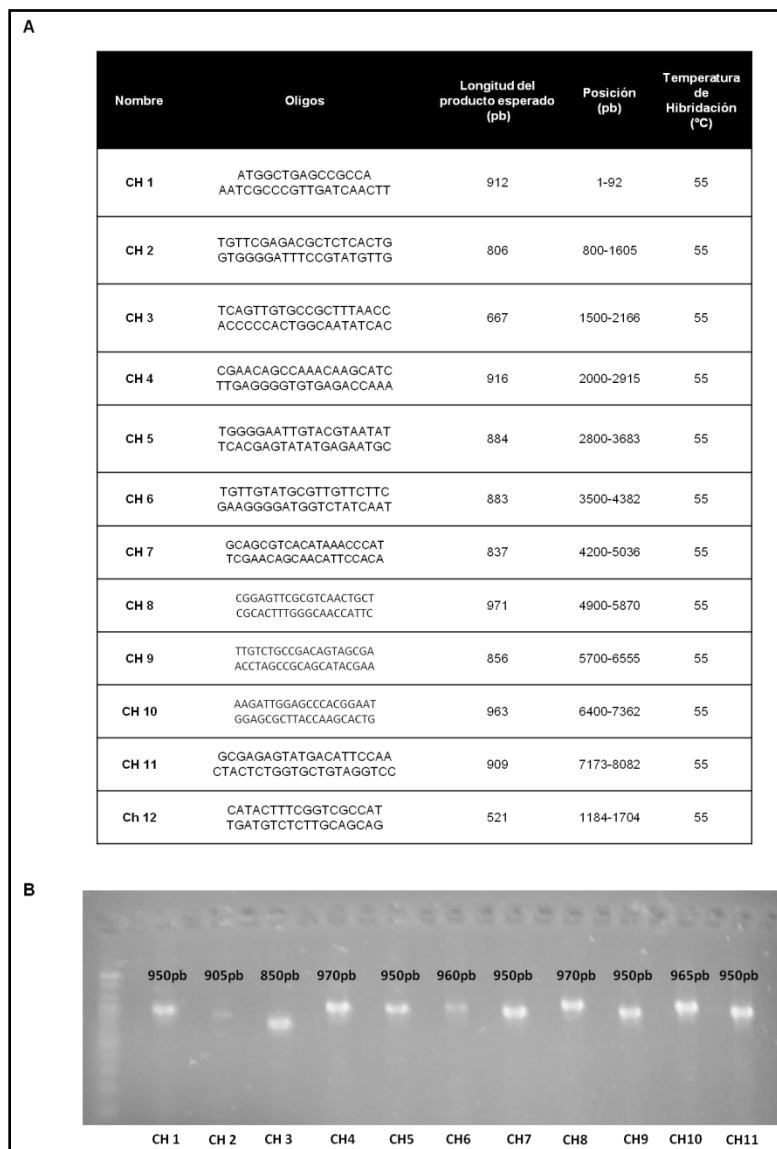 A
Nombre Oligos Longitud del producto esperado (pb) Posición (pb) Temperatura de Hibridación (°C)
CH 1 ATGGCTGAGCCGCCA 912 1-92 55
AATCGCCCGTTGATCAACTT
CH 2 TGTTCGAGACGCTCTCACTG 806 800-1605 55
GTGGGGATTTCCGTATGTTG
CH 3 TCAGTTGTGCCGCTTTAACC 667 1500-2166 55
ACCCCCACTGGCAATATCAC
CH 4 CGAACAGCCAAACAAGCATC 916 2000-2915 55
TTGAGGGGTGTGAGACCAAA
CH 5 TGGGGAATTGTACGTAATAT 884 2800-3683 55
TCACGAGTATATGAGAATGC
CH 6 TGTTGTATGCGTTGTTCTTC 883 3500-4382 55
GAAGGGGATGGTCTATCAAT
CH 7 GCAGCGTCACATAAACCCAT 837 4200-5036 55
TCGAACAGCAACATTCCACA
CH 8 CGGAGTTCGCGTCAACTGCT 971 4900-5870 55
CGCACTTTGGGCAACCATTC
CH 9 TTGTCTGCCGACAGTAGCGA 856 5700-6555 55
ACCTAGCCGCAGCATACGAA
CH 10 AAGATTGGAGCCCACGGAAT 963 6400-7362 55
GGAGCGCTTACCAAGCACTG
CH 11 GCGAGAGTATGACATTCCAA 909 7173-8082 55
CTACTCTGGTGCTGTAGGTCC
Ch 12 CATACTTTCGGTCGCCAT 521 1184-1704 55
TGATGTCTCTTGCAGCAG
B
950pb 905pb 850pb 970pb 950pb 960pb 950pb 970pb 950pb 965pb 950pb
CH 1 CH 2 CH 3 CH4 CH5 CH6 CH7 CH8 CH9 CH10 CH11